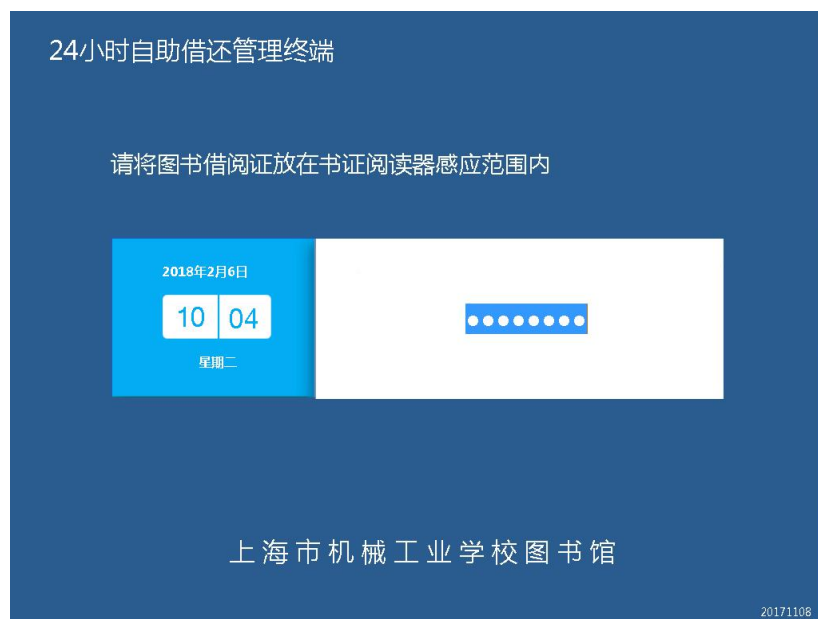 24小时自助借还管理终端
请将图书借阅证放在书证阅读器感应范围内
2018年2月6日
10 04
星期二
●●●●●●●●
上海市机械工业学校图书馆
20171108